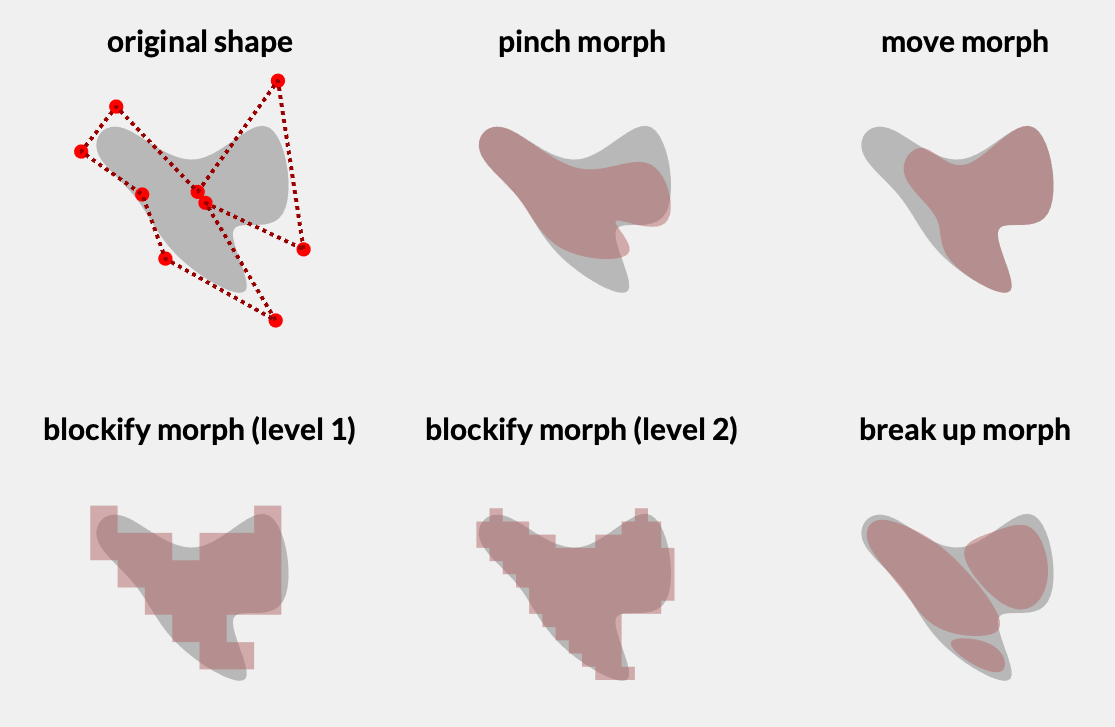 original shape
pinch morph
move morph
blockify morph (level 1)
blockify morph (level 2)
break up morph